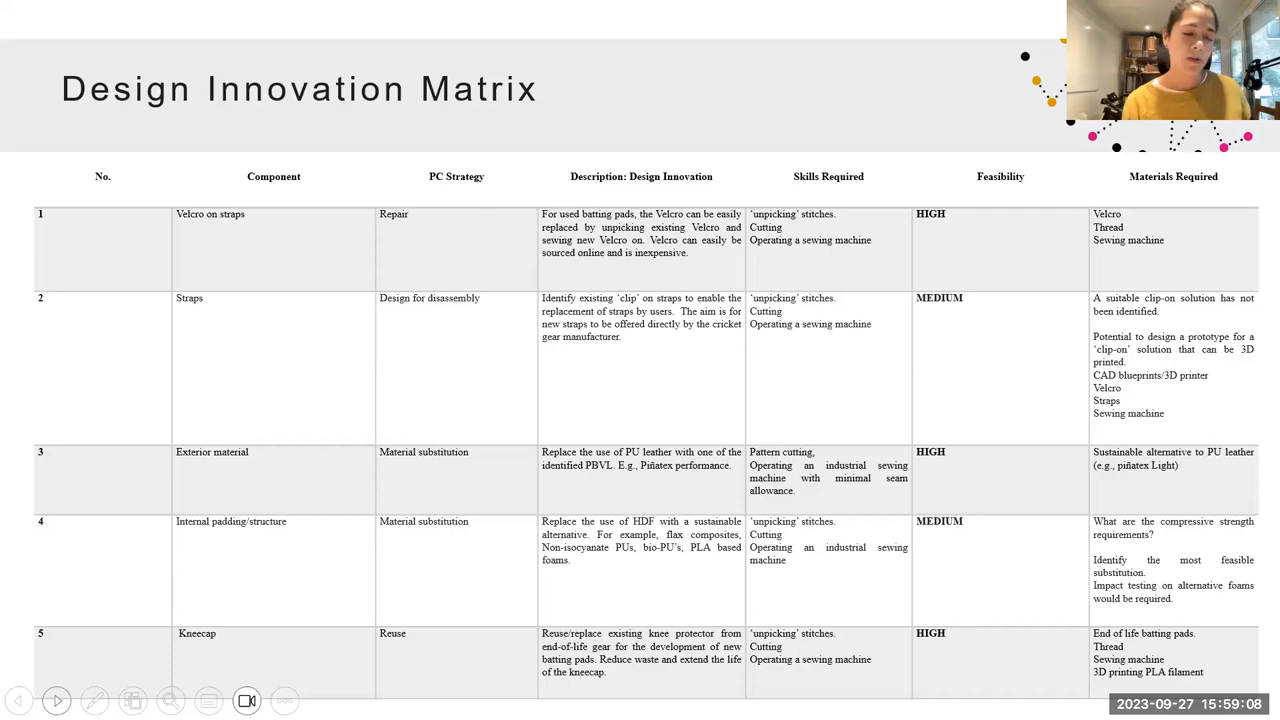 Design Innovation Matrix
No. Component PC Strategy Description: Design Innovation Skills Required Feasibility Materials Required
1 Velcro on straps Repair For used batting pads, the Velcro can be easily ‘unpicking’ stitches. HIGH Velcro
replaced by unpicking existing Velcro and Cutting Thread
sewing new Velcro on. Velcro can easily be Operating a sewing machine Sewing machine
sourced online and is inexpensive.
2 Straps Design for disassembly Identify existing ‘clip’ on straps to enable the ‘unpicking’ stitches. MEDIUM A suitable clip-on solution has not
replacement of straps by users. The aim is for Cutting been identified.
new straps to be offered directly by the cricket Operating a sewing machine
gear manufacturer. Potential to design a prototype for a
‘clip-on’ solution that can be 3D
printed.
CAD blueprints/3D printer
Velcro
Straps
Sewing machine
3 Exterior material Material substitution Replace the use of PU leather with one of the Pattern cutting, HIGH Sustainable alternative to PU leather
identified PBVL. E.g., Piñatex performance. Operating an industrial sewing (e.g., piñatex Light)
machine with minimal seam
allowance.
4 Internal padding/structure Material substitution Replace the use of HDF with a sustainable ‘unpicking’ stitches. MEDIUM What are the compressive strength
alternative. For example, flax composites, Cutting requirements?
Non-isocyanate PUs, bio-PU’s, PLA based Operating an industrial sewing
foams. machine Identify the most feasible
substitution.
Impact testing on alternative foams
would be required.
5 Kneecap Reuse Reuse/replace existing knee protector from ‘unpicking’ stitches. HIGH End of life batting pads.
end-of-life gear for the development of new Cutting Thread
batting pads. Reduce waste and extend the life Operating a sewing machine Sewing machine
of the kneecap. 3D printing PLA filament
2023-09-27 15:59:08